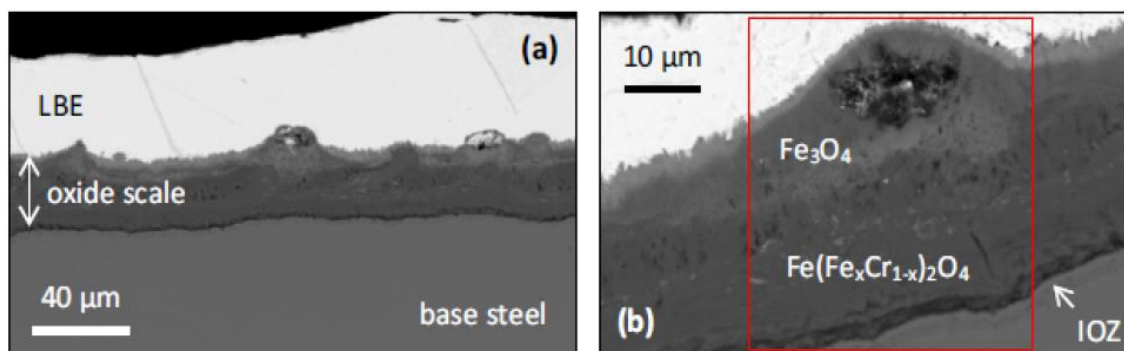 (a)
LBE
oxide scale
40 µm
base steel
10 µm
Fe₃O₄
Fe(FeₓCr₁₋ₓ)₂O₄
(b)
IOZ